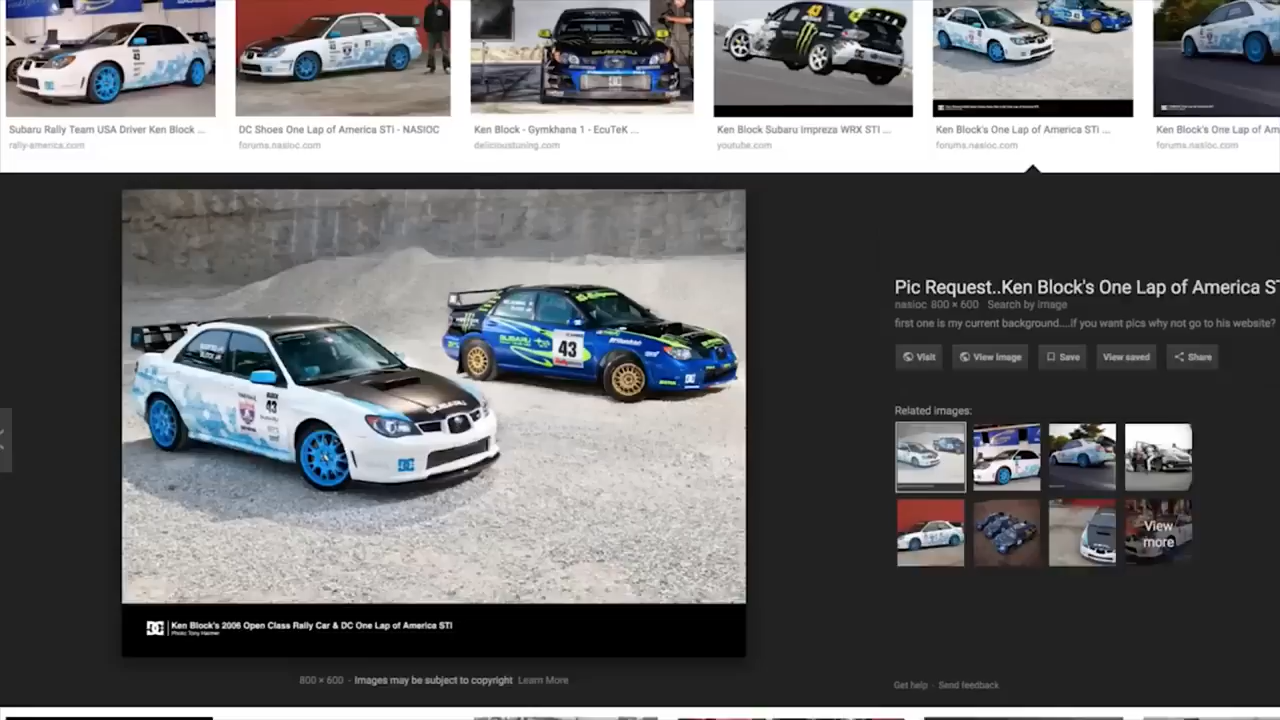 Subaru Rally Team USA Driver Ken Block ...
rally-america.com
DC Shoes One Lap of America STi - NASIOC
forums.nasioc.com
Ken Block - Gymkhana 1 - EcuTeK ...
delicioustuning.com
Ken Block Subaru Impreza WRX STI ...
youtube.com
Ken Block's One Lap of America STi ...
forums.nasioc.com
Ken Block's One Lap of Am
forums.nasioc.com
43
43
Pic Request..Ken Block's One Lap of America S
nasioc 800 × 600 Search by image
first one is my current background....if you want pics why not go to his website?
Visit
View image
Save
View saved
Share
Related images:
View
more
DC Ken Block's 2006 Open Class Rally Car & DC One Lap of America STI
800 × 600 - Images may be subject to copyright Learn More
Get help - Send feedback